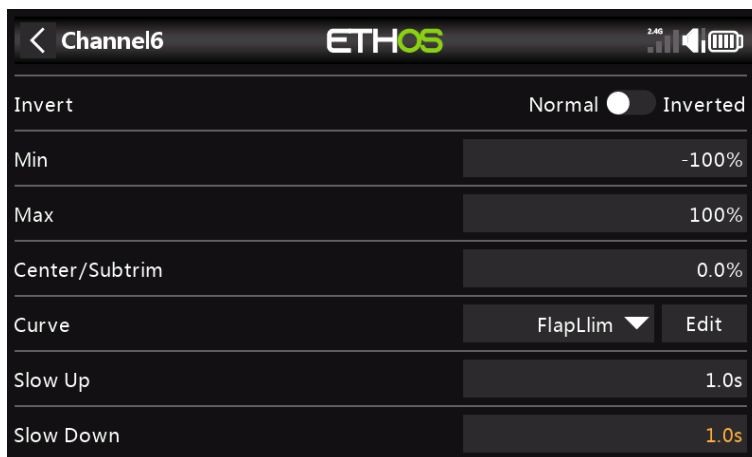 Channel6 ETHOS 2.4G
Invert Normal Inverted
Min -100%
Max 100%
Center/Subtrim 0.0%
Curve FlapLlim Edit
Slow Up 1.0s
Slow Down 1.0s